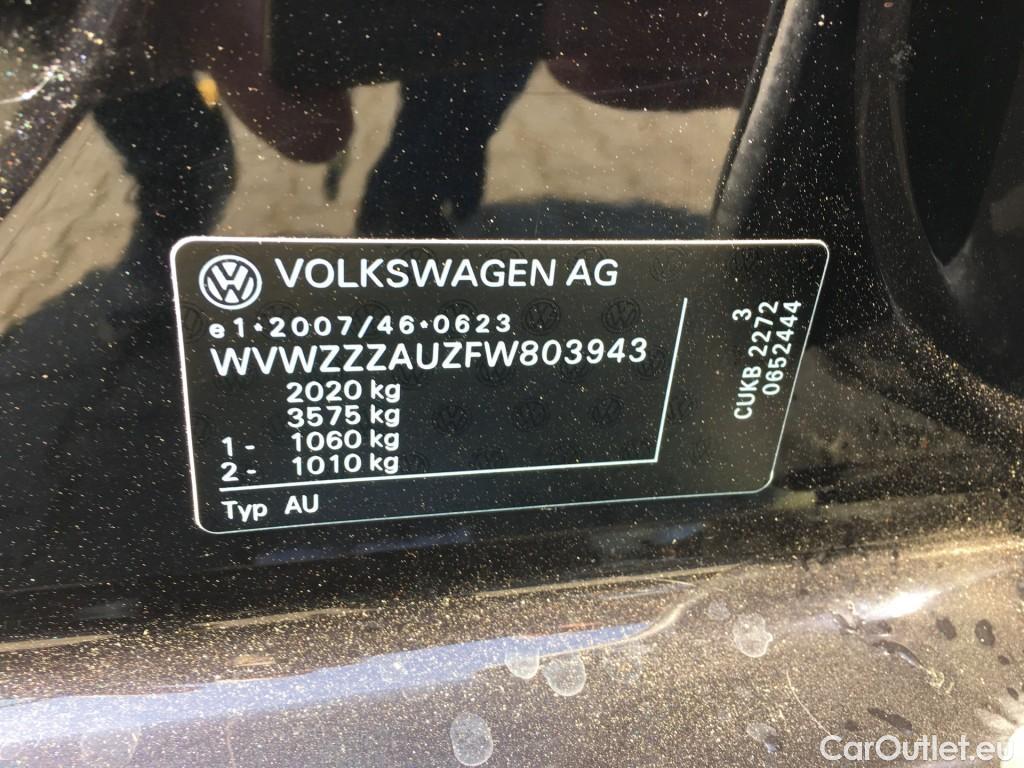 VOLKSWAGEN AG
e1*2007/46*0623
WVWZZZAUZFW803943
2020 kg
3575 kg
1 - 1060 kg
2 - 1010 kg
Typ AU
3
CUKB 2272
0652444
CarOutlet.eu